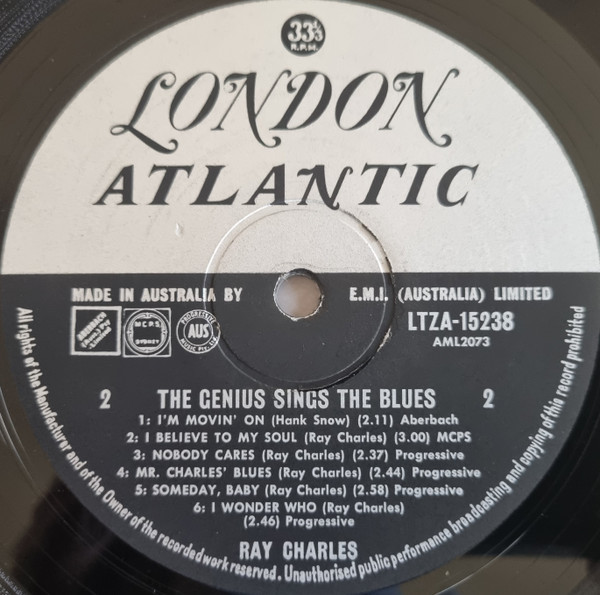 33⅓
R.P.M.
LONDON
ATLANTIC
MADE IN AUSTRALIA BY E.M.I. (AUSTRALIA) LIMITED
M.C.P.S.
SYDNEY
PROGRESSIVE
AUS
MUSIC Pty. Ltd.
LTZA-15238
AML2073
2 THE GENIUS SINGS THE BLUES 2
1: I'M MOVIN' ON (Hank Snow) (2.11) Aberbach
2: I BELIEVE TO MY SOUL (Ray Charles) (3.00) MCPS
3: NOBODY CARES (Ray Charles) (2.37) Progressive
4: MR. CHARLES' BLUES (Ray Charles) (2.44) Progressive
5: SOMEDAY, BABY (Ray Charles) (2.58) Progressive
6: I WONDER WHO (Ray Charles)
(2.46) Progressive
RAY CHARLES
All rights of the Manufacturer and of the Owner of the recorded work reserved. Unauthorised public performance broadcasting and copying of this record prohibited